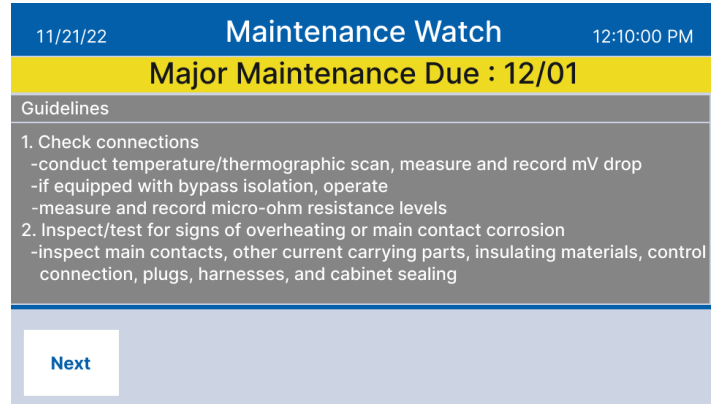 11/21/22 Maintenance Watch 12:10:00 PM
Major Maintenance Due : 12/01
Guidelines
1. Check connections
-conduct temperature/thermographic scan, measure and record mV drop
-if equipped with bypass isolation, operate
-measure and record micro-ohm resistance levels
2. Inspect/test for signs of overheating or main contact corrosion
-inspect main contacts, other current carrying parts, insulating materials, control
connection, plugs, harnesses, and cabinet sealing
Next